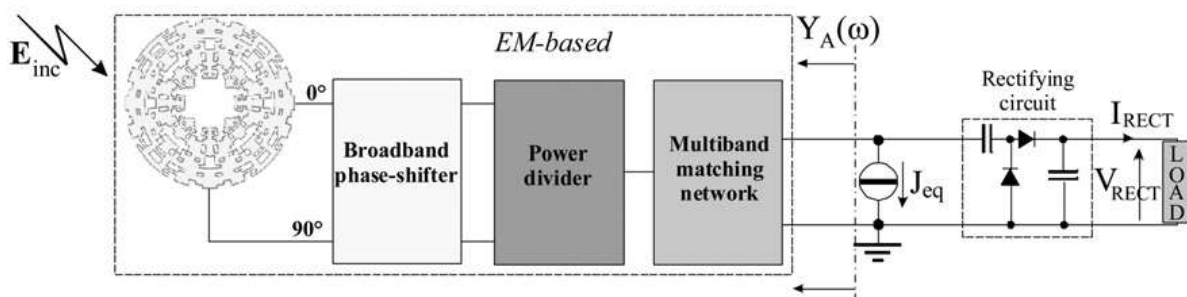 E_inc
EM-based
0°
90°
Broadband
phase-shifter
Power
divider
Multiband
matching
network
Y_A(ω)
J_eq
Rectifying
circuit
I_RECT
V_RECT
LOAD